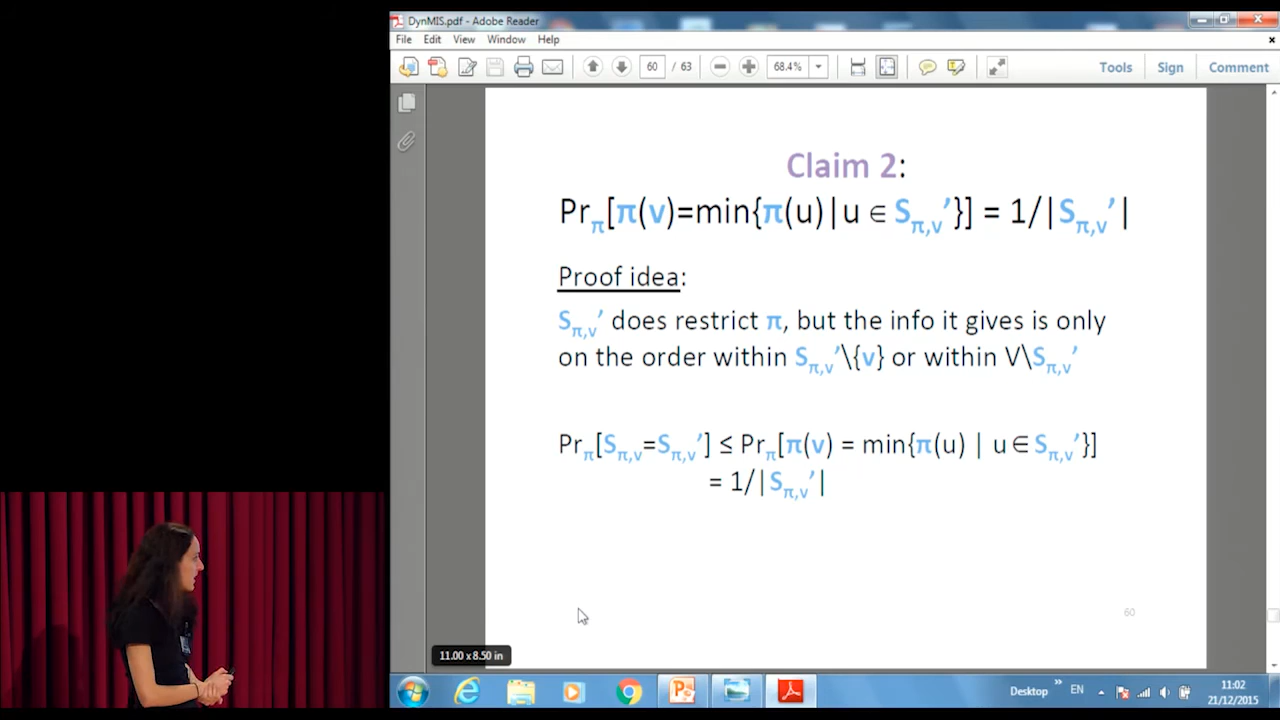 DynMIS.pdf - Adobe Reader
File Edit View Window Help
60 / 63 68.4% Tools Sign Comment
Claim 2:
Prπ[π(v)=min{π(u)|u ∈ Sπ,v’}] = 1/|Sπ,v’|
Proof idea:
Sπ,v’ does restrict π, but the info it gives is only
on the order within Sπ,v’\{v} or within V\Sπ,v’
Prπ[Sπ,v=Sπ,v’] ≤ Prπ[π(v) = min{π(u) | u∈ Sπ,v’}]
= 1/|Sπ,v’|
60
11.00 x 8.50 in
Desktop » EN 11:02
21/12/2015